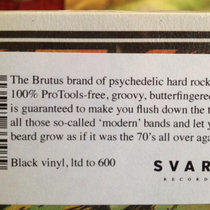 The Brutus brand of psychedelic hard rock
100% ProTools-free, groovy, butterfingered
is guaranteed to make you flush down the t
all those so-called 'modern' bands and let y
beard grow as if it was the 70's all over aga
Black vinyl, ltd to 600
SVAR
RECORD